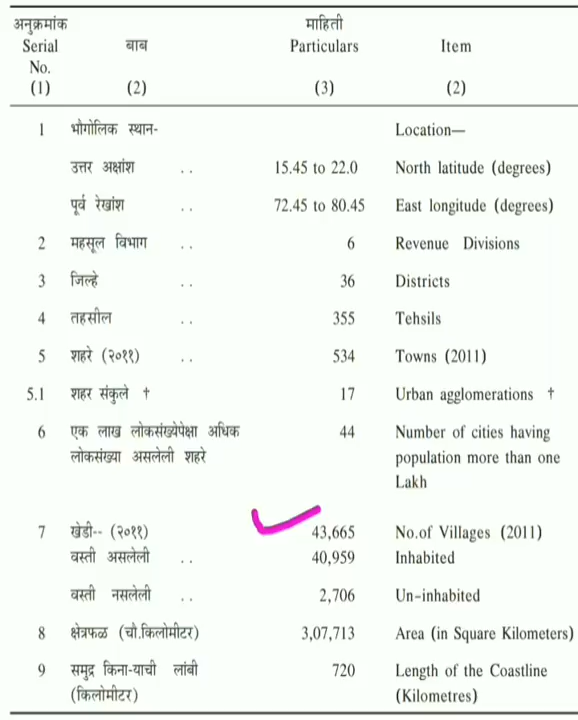 अनुक्रमांक माहिती
Serial बाब Particulars Item
No.
(1) (2) (3) (2)
1 भौगोलिक स्थान- Location—
उत्तर अक्षांश .. 15.45 to 22.0 North latitude (degrees)
पूर्व रेखांश .. 72.45 to 80.45 East longitude (degrees)
2 महसूल विभाग .. 6 Revenue Divisions
3 जिल्हे 36 Districts
4 तहसील .. 355 Tehsils
5 शहरे (२०११) .. 534 Towns (2011)
5.1 शहर संकुले † 17 Urban agglomerations †
6 एक लाख लोकसंख्येपेक्षा अधिक 44 Number of cities having
लोकसंख्या असलेली शहरे population more than one
Lakh
7 खेडी-- (२०११) 43,665 No.of Villages (2011)
वस्ती असलेली .. 40,959 Inhabited
वस्ती नसलेली .. 2,706 Un-inhabited
8 क्षेत्रफळ (चौ.किलोमीटर) 3,07,713 Area (in Square Kilometers)
9 समुद्र किना-याची लांबी 720 Length of the Coastline
(किलोमीटर) (Kilometres)